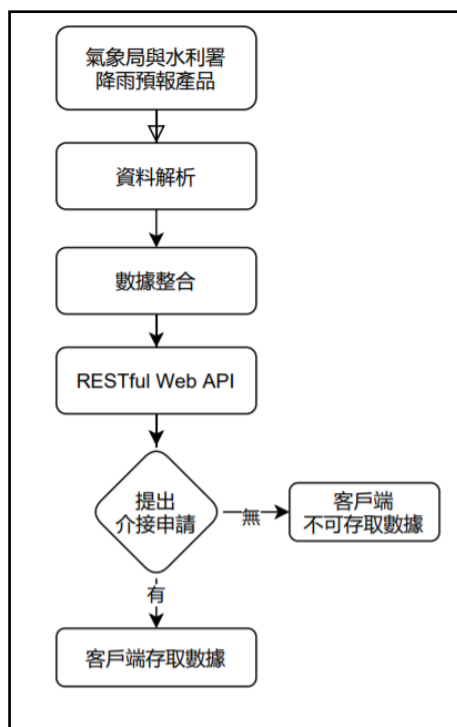 氣象局與水利署
降雨預報產品
資料解析
數據整合
RESTful Web API
提出
介接申請
無
客戶端
不可存取數據
有
客戶端存取數據